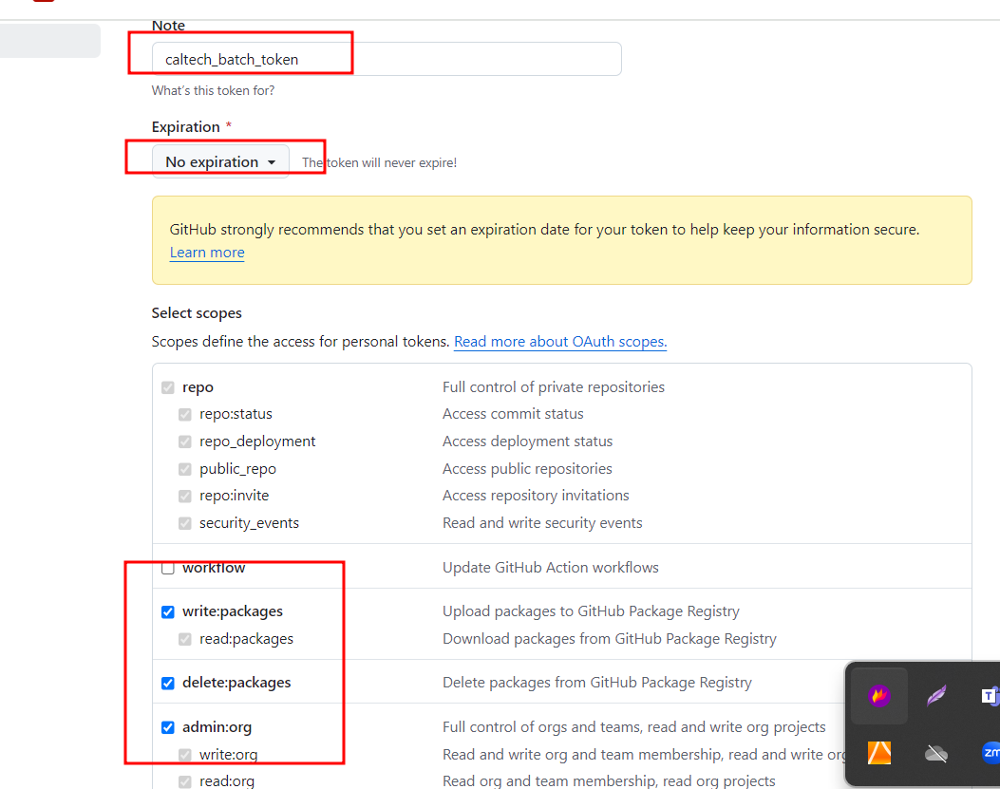 Note
caltech_batch_token
What's this token for?
Expiration *
No expiration The token will never expire!
GitHub strongly recommends that you set an expiration date for your token to help keep your information secure.
Learn more
Select scopes
Scopes define the access for personal tokens. Read more about OAuth scopes.
repo Full control of private repositories
repo:status Access commit status
repo_deployment Access deployment status
public_repo Access public repositories
repo:invite Access repository invitations
security_events Read and write security events
workflow Update GitHub Action workflows
write:packages Upload packages to GitHub Package Registry
read:packages Download packages from GitHub Package Registry
delete:packages Delete packages from GitHub Package Registry
admin:org Full control of orgs and teams, read and write org projects
write:org Read and write org and team membership, read and write
read:org Read org and team membership, read org projects
T
zm